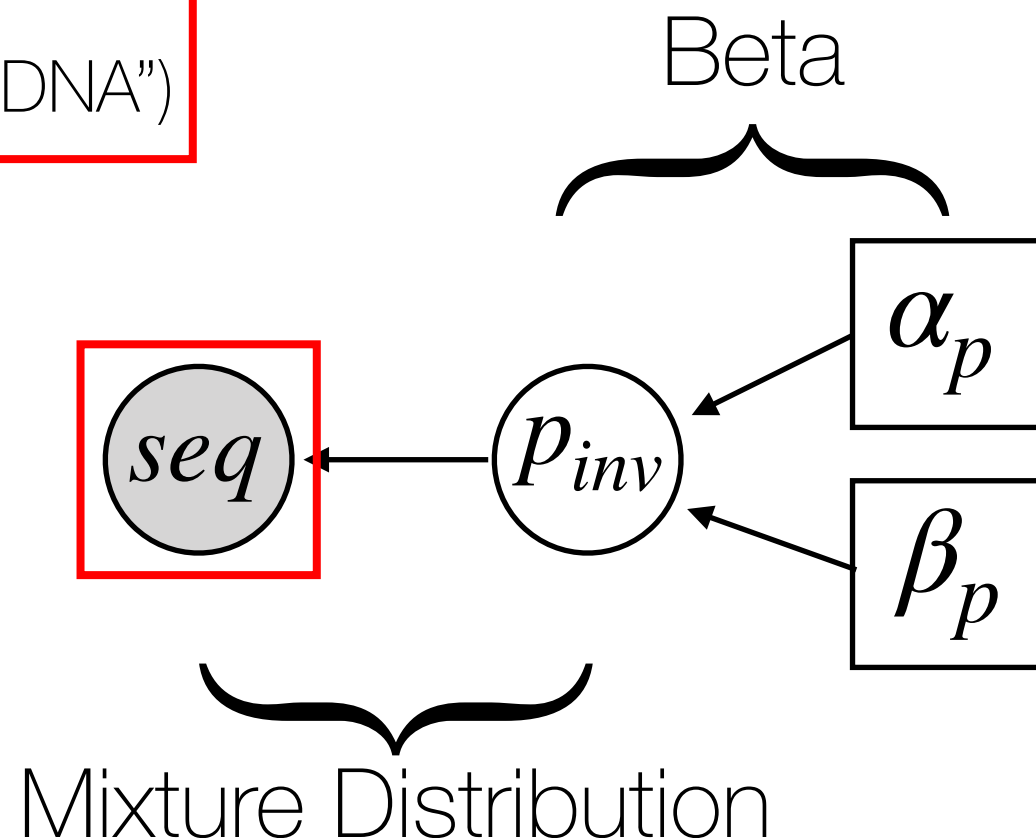 Beta
DNA”)
αp
seq
pinv
βp
Mixture Distribution